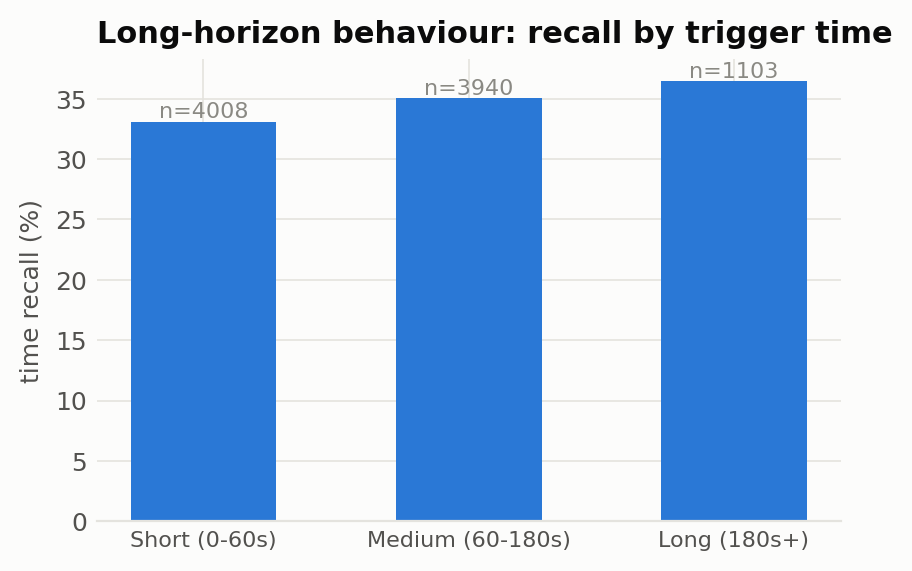 Long-horizon behaviour: recall by trigger time
time recall (%)
35
30
25
20
15
10
5
0
n=4008
n=3940
n=1103
Short (0-60s)
Medium (60-180s)
Long (180s+)